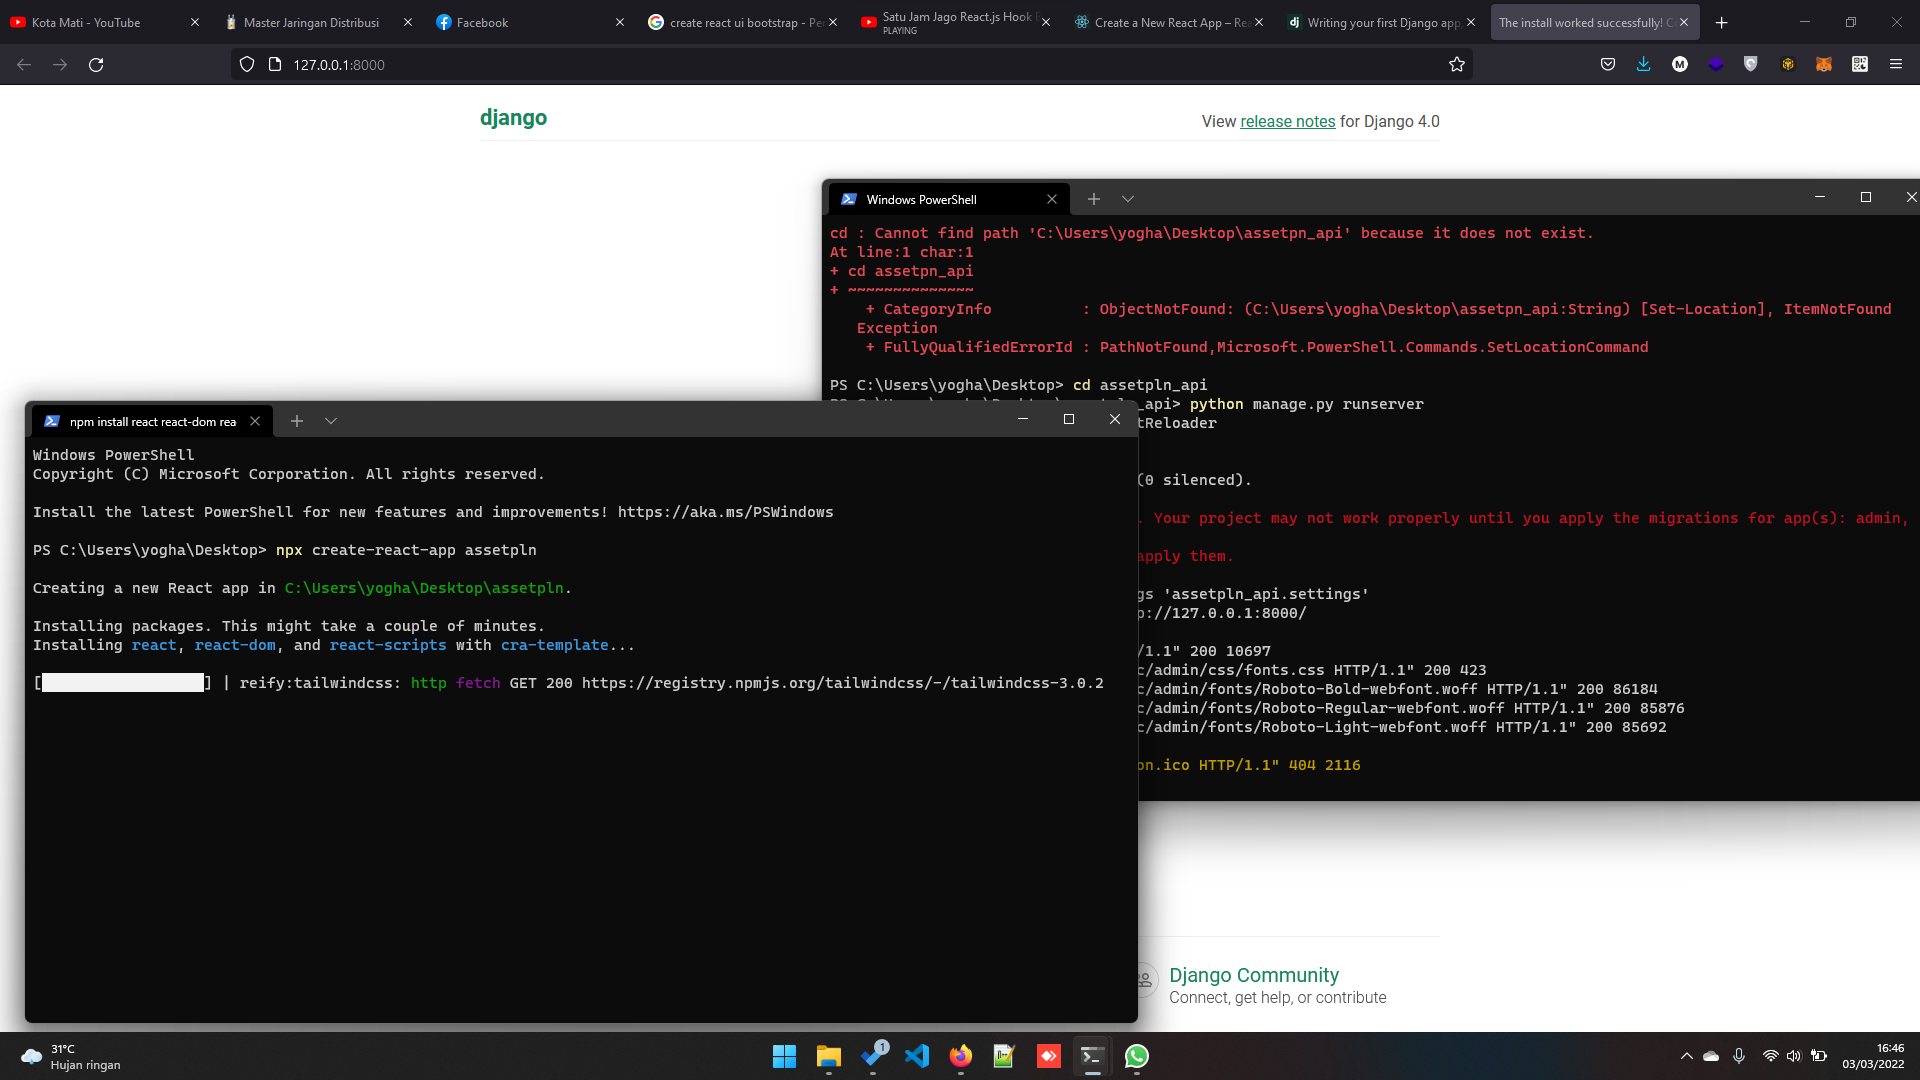 Kota Mati - YouTube
Master Jaringan Distribusi
Facebook
create react ui bootstrap - Pe
Satu Jam Jago React.js Hook
PLAYING
Create a New React App – Rea
Writing your first Django app,
The install worked successfully! C
127.0.0.1:8000
django
View release notes for Django 4.0
Windows PowerShell
cd : Cannot find path 'C:\Users\yogha\Desktop\assetpn_api' because it does not exist.
At line:1 char:1
+ cd assetpn_api
+ ~~~~~~~~~~~~~~
+ CategoryInfo : ObjectNotFound: (C:\Users\yogha\Desktop\assetpn_api:String) [Set-Location], ItemNotFound
Exception
+ FullyQualifiedErrorId : PathNotFound,Microsoft.PowerShell.Commands.SetLocationCommand
PS C:\Users\yogha\Desktop> cd assetpln_api
_api> python manage.py runserver
tReloader
(0 silenced).
. Your project may not work properly until you apply the migrations for app(s): admin,
apply them.
gs 'assetpln_api.settings'
p://127.0.0.1:8000/
/1.1" 200 10697
c/admin/css/fonts.css HTTP/1.1" 200 423
c/admin/fonts/Roboto-Bold-webfont.woff HTTP/1.1" 200 86184
c/admin/fonts/Roboto-Regular-webfont.woff HTTP/1.1" 200 85876
c/admin/fonts/Roboto-Light-webfont.woff HTTP/1.1" 200 85692
on.ico HTTP/1.1" 404 2116
npm install react react-dom rea
Windows PowerShell
Copyright (C) Microsoft Corporation. All rights reserved.
Install the latest PowerShell for new features and improvements! https://aka.ms/PSWindows
PS C:\Users\yogha\Desktop> npx create-react-app assetpln
Creating a new React app in C:\Users\yogha\Desktop\assetpln.
Installing packages. This might take a couple of minutes.
Installing react, react-dom, and react-scripts with cra-template...
[ ] | reify:tailwindcss: http fetch GET 200 https://registry.npmjs.org/tailwindcss/-/tailwindcss-3.0.2
Django Community
Connect, get help, or contribute
31°C
Hujan ringan
1
16:46
03/03/2022